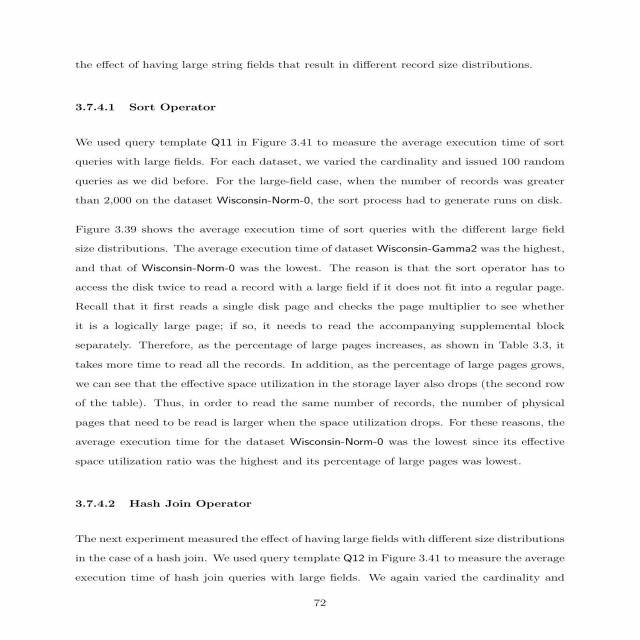 the effect of having large string fields that result in different record size distributions.
3.7.4.1 Sort Operator
We used query template Q11 in Figure 3.41 to measure the average execution time of sort
queries with large fields. For each dataset, we varied the cardinality and issued 100 random
queries as we did before. For the large-field case, when the number of records was greater
than 2,000 on the dataset Wisconsin-Norm-0, the sort process had to generate runs on disk.
Figure 3.39 shows the average execution time of sort queries with the different large field
size distributions. The average execution time of dataset Wisconsin-Gamma2 was the highest,
and that of Wisconsin-Norm-0 was the lowest. The reason is that the sort operator has to
access the disk twice to read a record with a large field if it does not fit into a regular page.
Recall that it first reads a single disk page and checks the page multiplier to see whether
it is a logically large page; if so, it needs to read the accompanying supplemental block
separately. Therefore, as the percentage of large pages increases, as shown in Table 3.3, it
takes more time to read all the records. In addition, as the percentage of large pages grows,
we can see that the effective space utilization in the storage layer also drops (the second row
of the table). Thus, in order to read the same number of records, the number of physical
pages that need to be read is larger when the space utilization drops. For these reasons, the
average execution time for the dataset Wisconsin-Norm-0 was the lowest since its effective
space utilization ratio was the highest and its percentage of large pages was lowest.
3.7.4.2 Hash Join Operator
The next experiment measured the effect of having large fields with different size distributions
in the case of a hash join. We used query template Q12 in Figure 3.41 to measure the average
execution time of hash join queries with large fields. We again varied the cardinality and
72